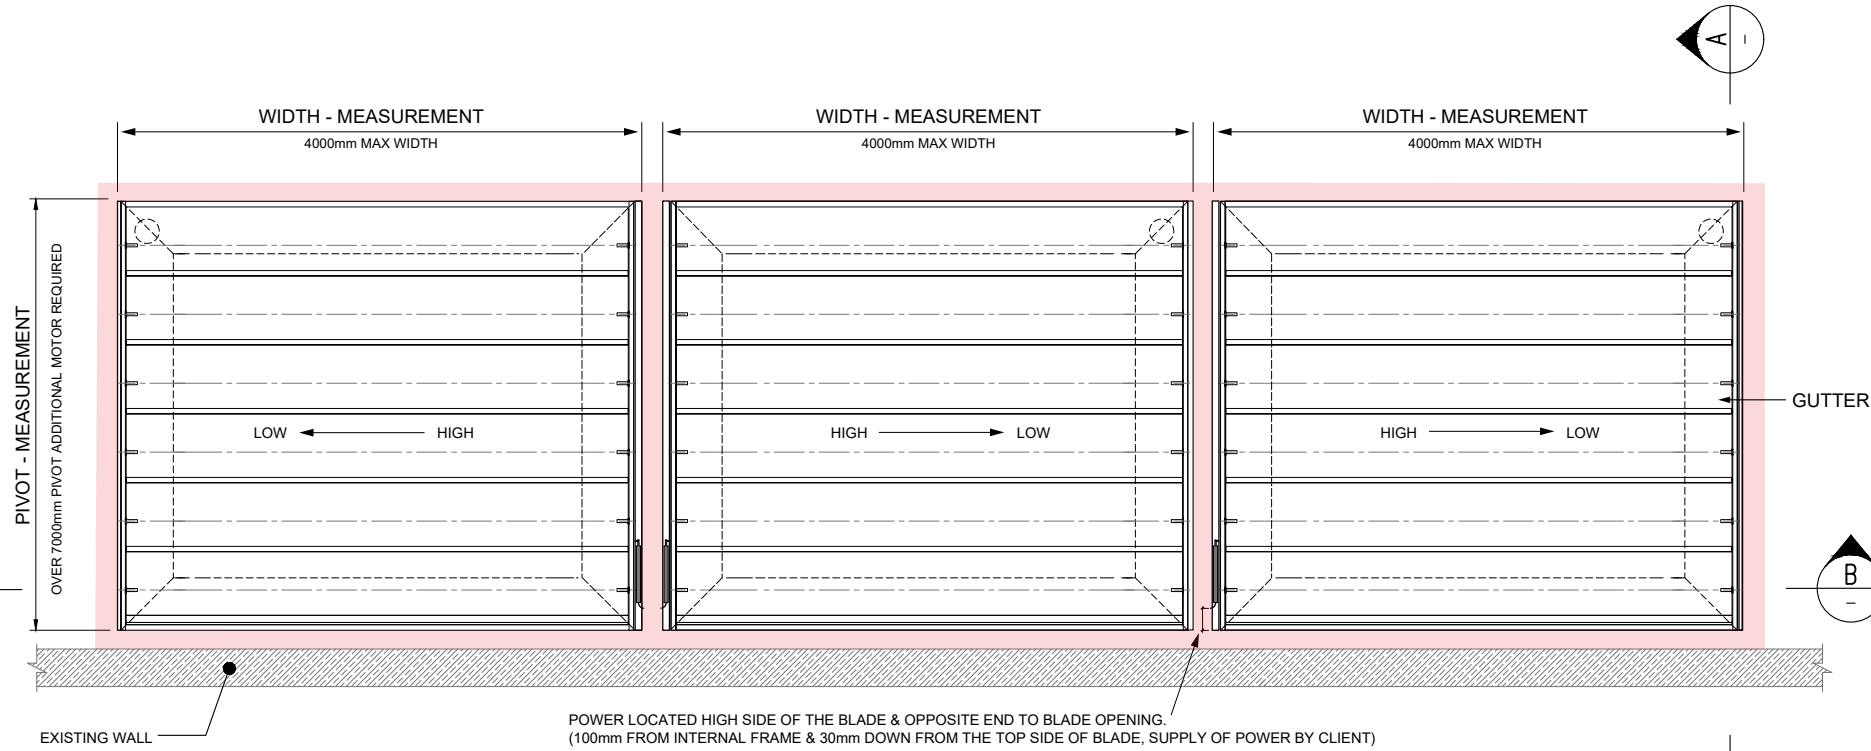 A
-
WIDTH - MEASUREMENT
4000mm MAX WIDTH
WIDTH - MEASUREMENT
4000mm MAX WIDTH
WIDTH - MEASUREMENT
4000mm MAX WIDTH
PIVOT - MEASUREMENT
OVER 7000mm PIVOT ADDITIONAL MOTOR REQUIRED
GUTTER
LOW HIGH
HIGH LOW
HIGH LOW
B
-
EXISTING WALL
POWER LOCATED HIGH SIDE OF THE BLADE & OPPOSITE END TO BLADE OPENING.
(100mm FROM INTERNAL FRAME & 30mm DOWN FROM THE TOP SIDE OF BLADE, SUPPLY OF POWER BY CLIENT)